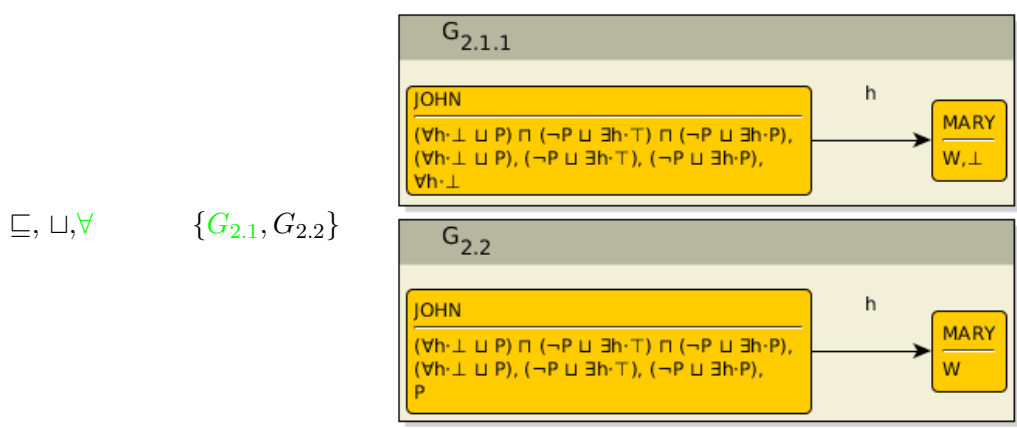 ⊑, ⊔,∀
{G2.1, G2.2}
G2.1.1
JOHN
(∀h·⊥ ⊔ P) ⊓ (¬P ⊔ ∃h·⊤) ⊓ (¬P ⊔ ∃h·P),
(∀h·⊥ ⊔ P), (¬P ⊔ ∃h·⊤), (¬P ⊔ ∃h·P),
∀h·⊥
h
MARY
W,⊥
G2.2
JOHN
(∀h·⊥ ⊔ P) ⊓ (¬P ⊔ ∃h·⊤) ⊓ (¬P ⊔ ∃h·P),
(∀h·⊥ ⊔ P), (¬P ⊔ ∃h·⊤), (¬P ⊔ ∃h·P),
P
h
MARY
W